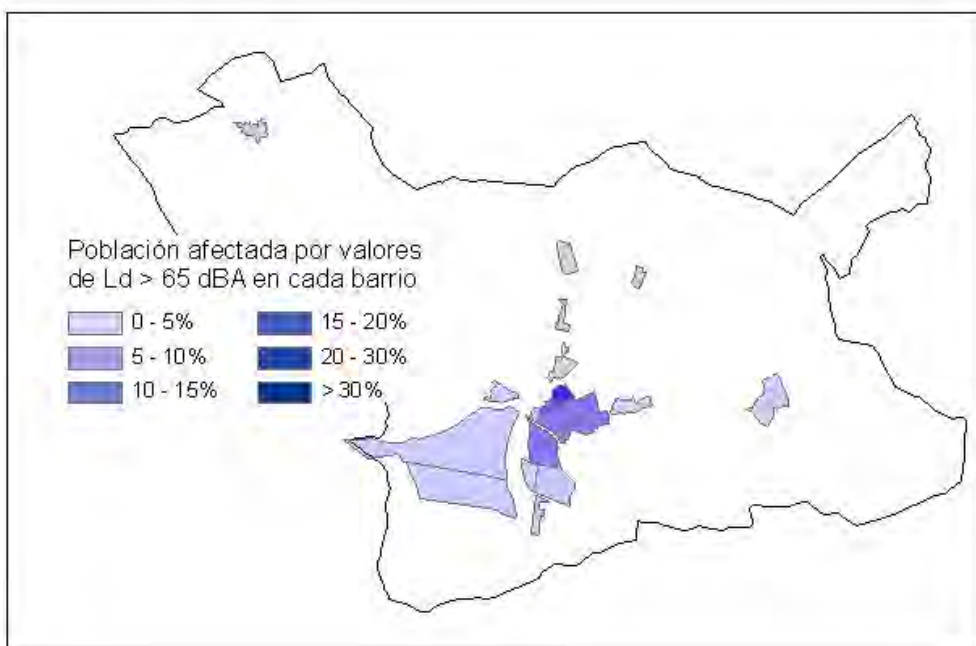 Población afectada por valores
de Ld > 65 dBA en cada barrio
0 - 5%
15 - 20%
5 - 10%
20 - 30%
10 - 15%
>30%